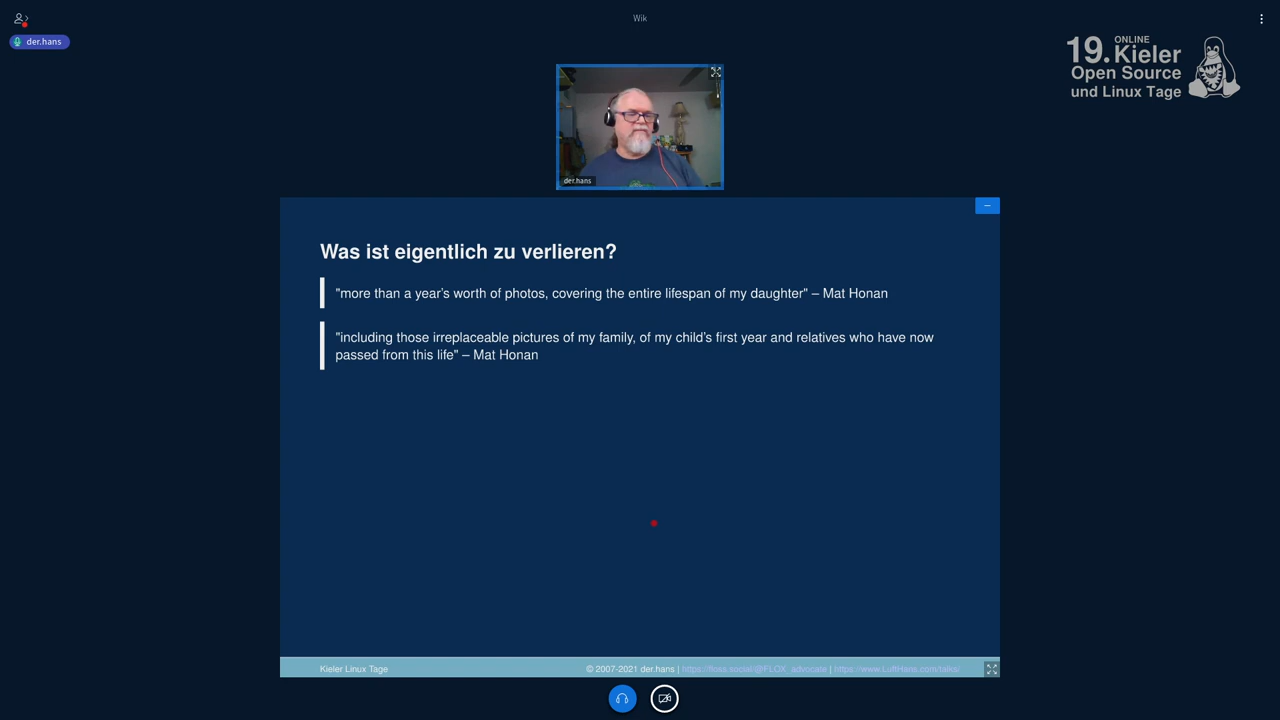 Wik
der.hans
ONLINE
19. Kieler
Open Source
und Linux Tage
der.hans
Was ist eigentlich zu verlieren?
"more than a year's worth of photos, covering the entire lifespan of my daughter" – Mat Honan
"including those irreplaceable pictures of my family, of my child's first year and relatives who have now
passed from this life" – Mat Honan
Kieler Linux Tage
© 2007-2021 der.hans | https://floss.social/@FLOX_advocate | https://www.LuftHans.com/talks/